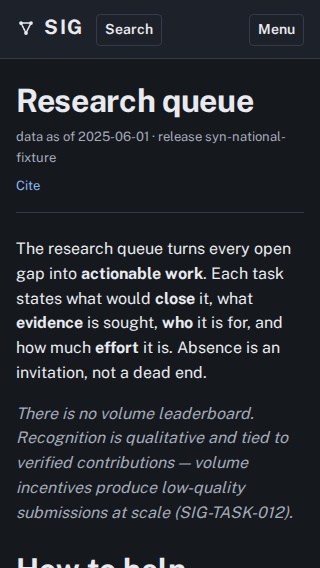 SIG Search Menu
Research queue
data as of 2025-06-01 · release syn-national-
fixture
Cite
The research queue turns every open
gap into actionable work. Each task
states what would close it, what
evidence is sought, who it is for, and
how much effort it is. Absence is an
invitation, not a dead end.
There is no volume leaderboard.
Recognition is qualitative and tied to
verified contributions — volume
incentives produce low-quality
submissions at scale (SIG-TASK-012).
How to help